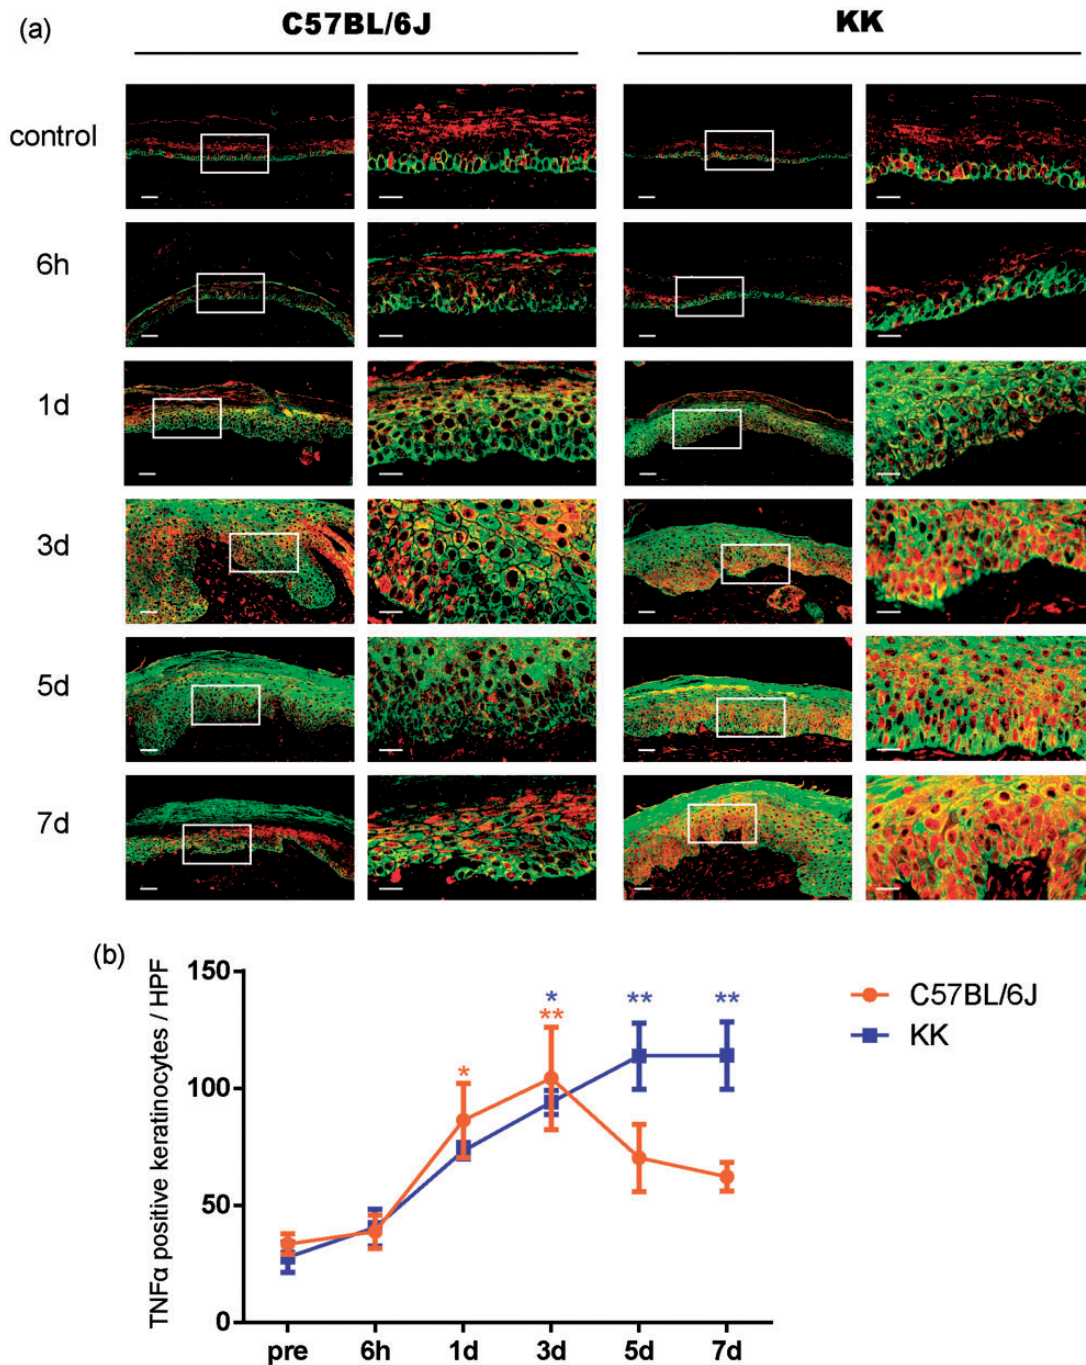 (a)
C57BL/6J KK
control
6h
1d
3d
5d
7d
(b)
TNFα positive keratinocytes / HPF
150
100
50
0
* * ** ** **
pre 6h 1d 3d 5d 7d
C57BL/6J
KK